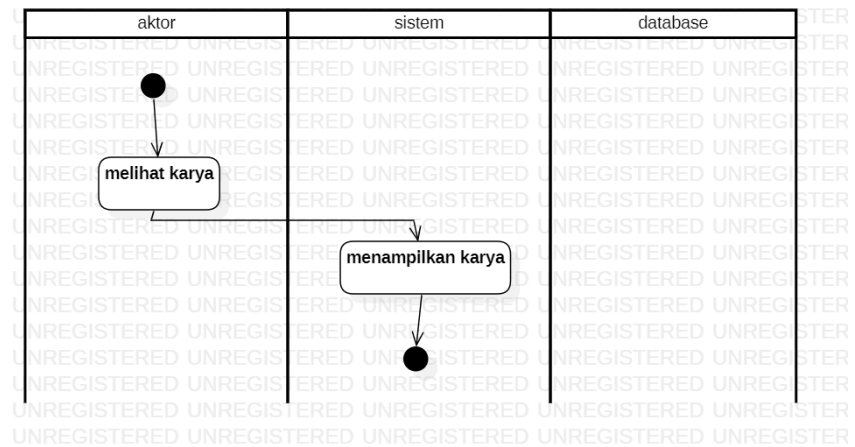 aktor
sistem
database
melihat karya
menampilkan karya
UNREGISTERED